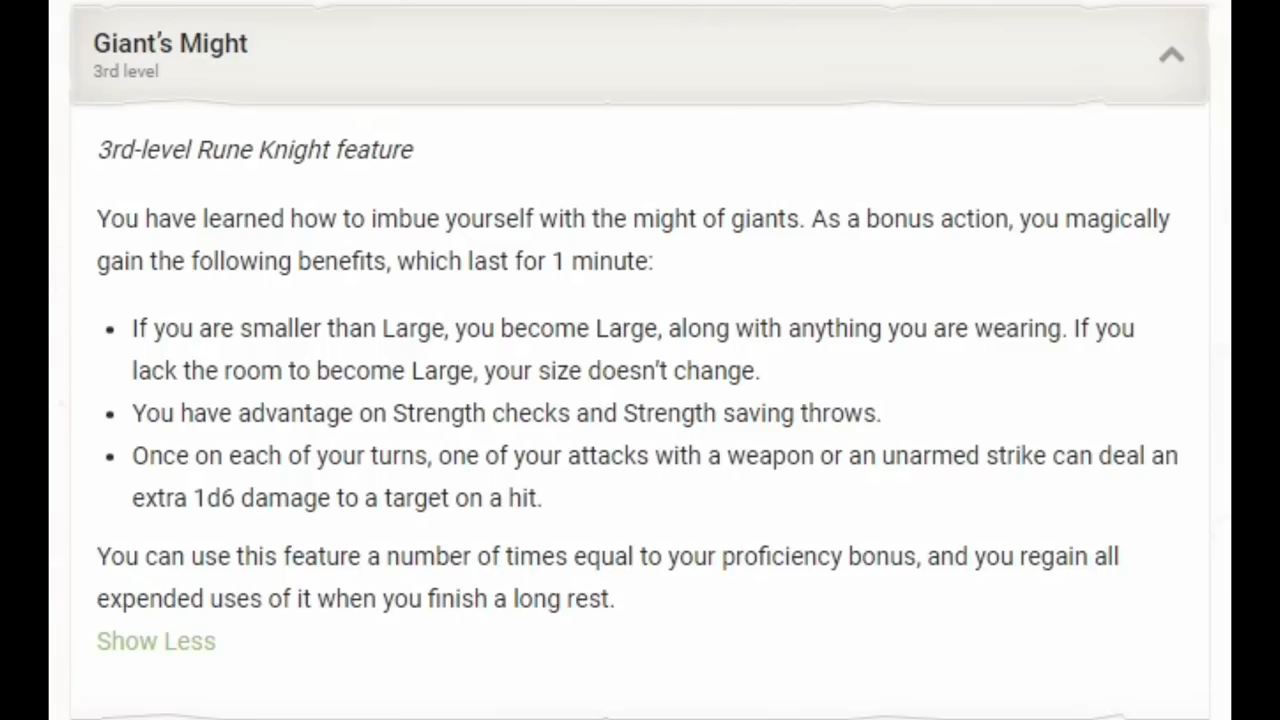 Giant's Might
3rd level
3rd-level Rune Knight feature
You have learned how to imbue yourself with the might of giants. As a bonus action, you magically
gain the following benefits, which last for 1 minute:
• If you are smaller than Large, you become Large, along with anything you are wearing. If you
lack the room to become Large, your size doesn't change.
• You have advantage on Strength checks and Strength saving throws.
• Once on each of your turns, one of your attacks with a weapon or an unarmed strike can deal an
extra 1d6 damage to a target on a hit.
You can use this feature a number of times equal to your proficiency bonus, and you regain all
expended uses of it when you finish a long rest.
Show Less